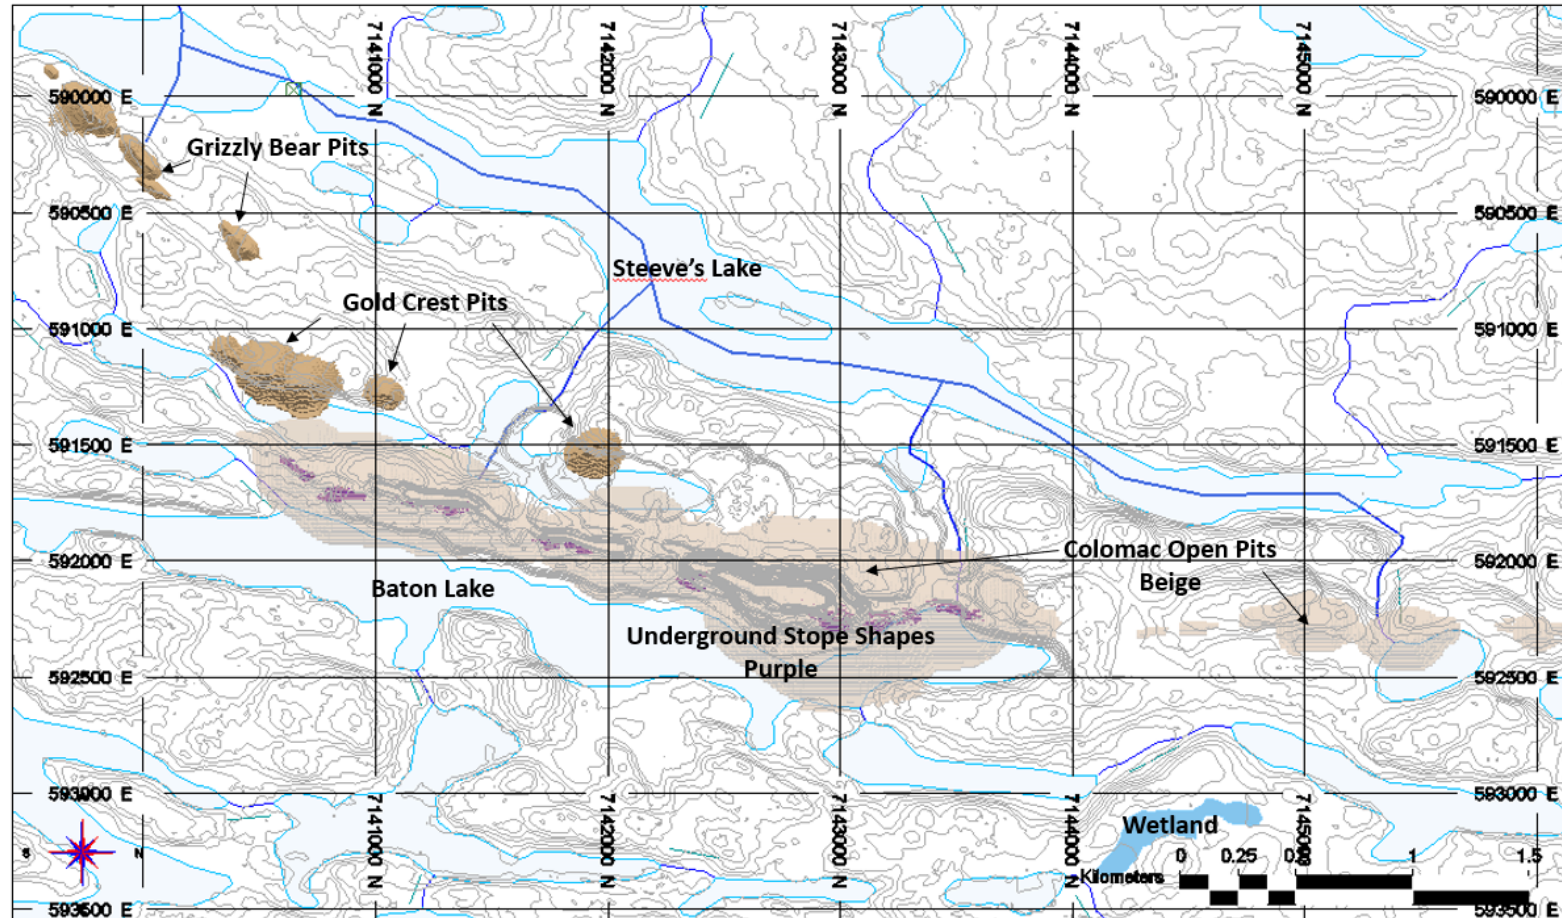 7141000 N
7142000 N
7143000 N
7144000 N
7145000 N
590000 E
590000 E
Grizzly Bear Pits
590500 E
590500 E
Steeve's Lake
Gold Crest Pits
591000 E
591000 E
591500 E
591500 E
592000 E
592000 E
Colomac Open Pits
Beige
Baton Lake
Underground Stope Shapes
Purple
592500 E
592500 E
593000 E
593000 E
7141000 N
7142000 N
7143000 N
7144000 N
7145000 N
Wetland
S
N
0 0.25 1 1.5
Kilometers
593500 E
593500 E